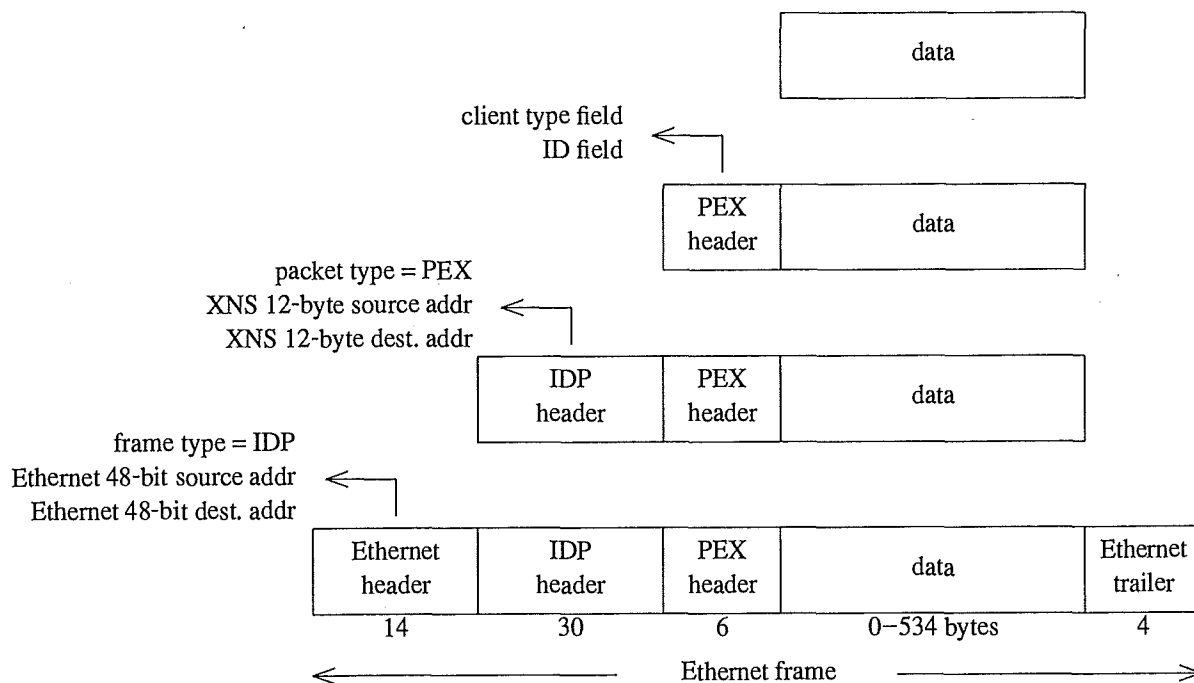 data
client type field
ID field
PEX
header
data
packet type = PEX
XNS 12-byte source addr
XNS 12-byte dest. addr
IDP
header
PEX
header
data
frame type = IDP
Ethernet 48-bit source addr
Ethernet 48-bit dest. addr
Ethernet
header
IDP
header
PEX
header
data
Ethernet
trailer
14 30 6 0–534 bytes 4
Ethernet frame